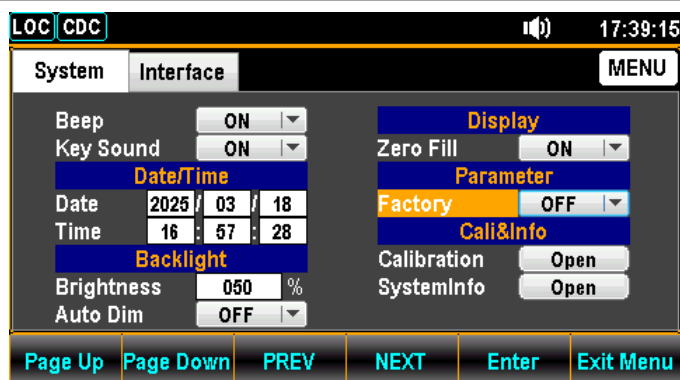 LOC CDC 17:39:15
System Interface MENU
Beep ON
Key Sound ON
Date/Time
Date 2025 / 03 / 18
Time 16 : 57 : 28
Backlight
Brightness 050 %
Auto Dim OFF
Display
Zero Fill ON
Parameter
Factory OFF
Cali&Info
Calibration Open
SystemInfo Open
Page Up Page Down PREV NEXT Enter Exit Menu